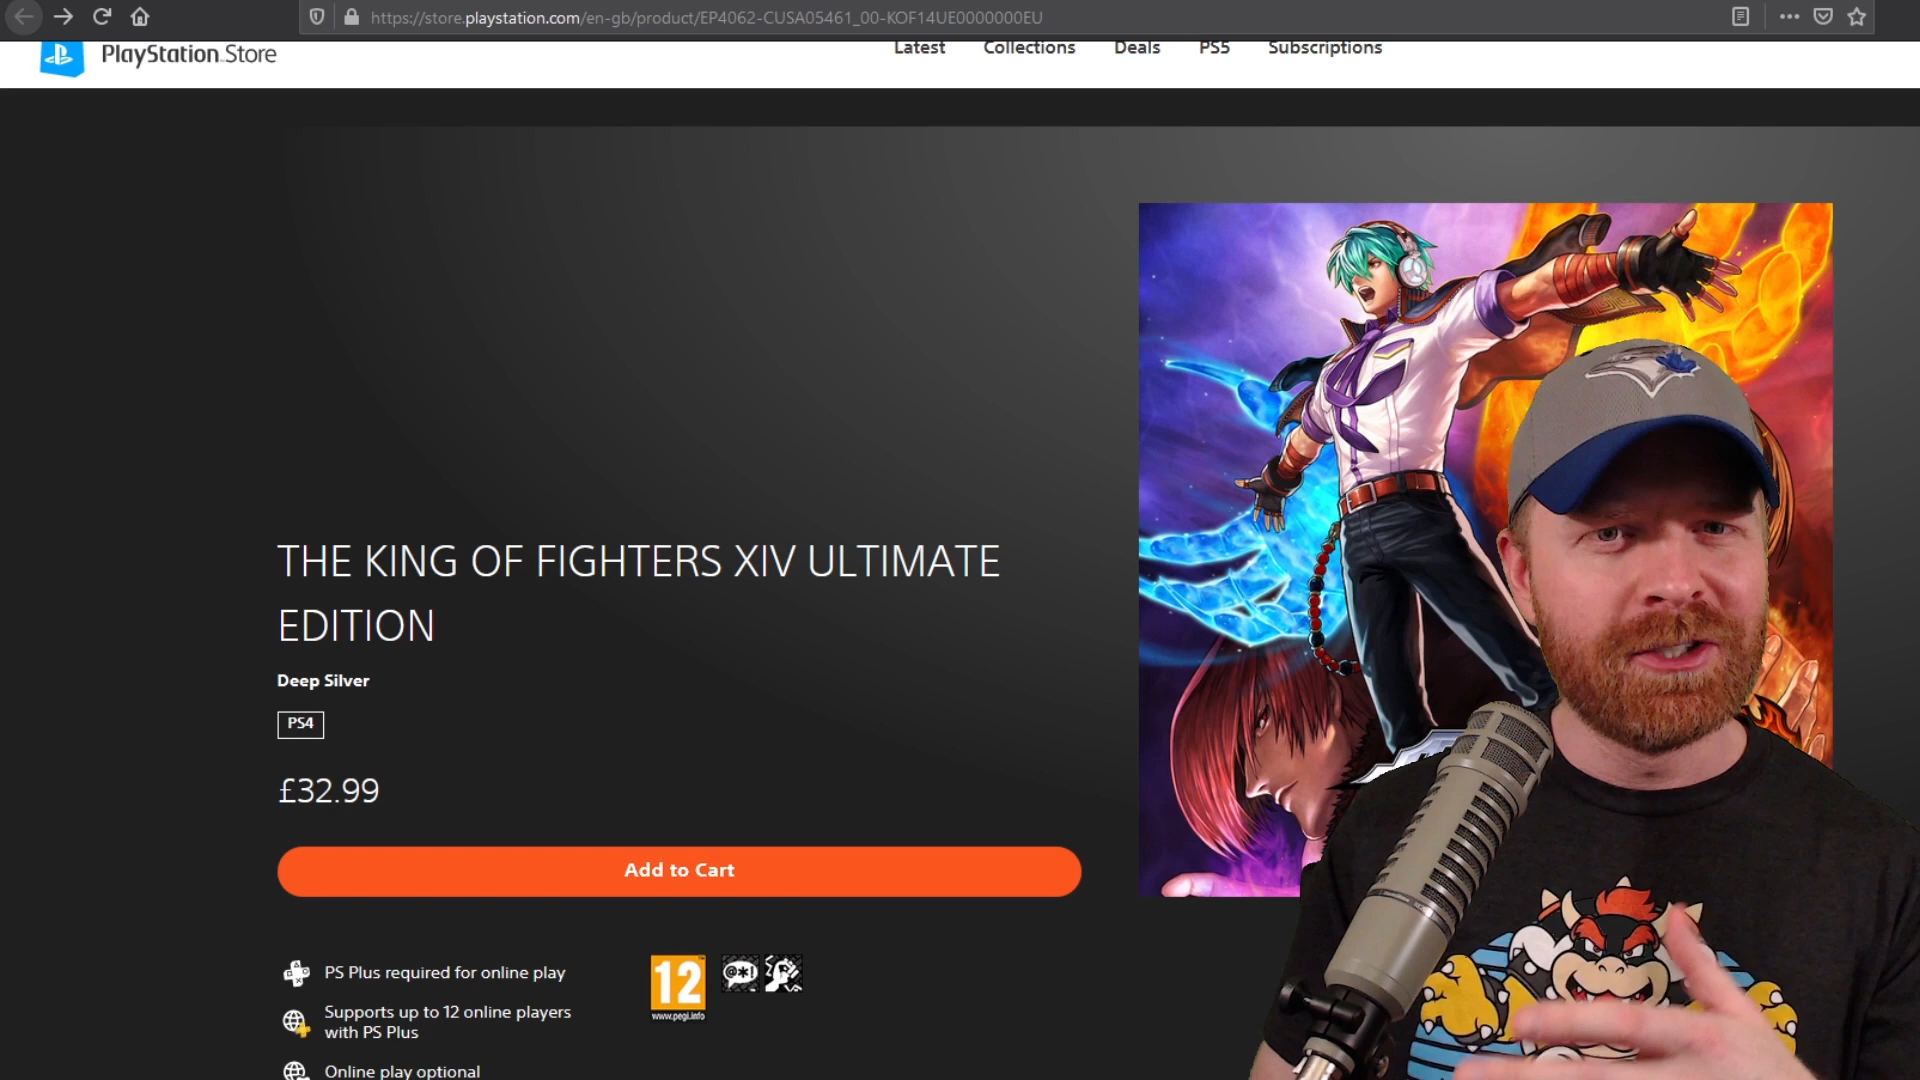 https://store.playstation.com/en-gb/product/EP4062-CUSA05461_00-KOF14UE0000000EU
PlayStation Store
Latest Collections Deals PS5 Subscriptions
THE KING OF FIGHTERS XIV ULTIMATE
EDITION
Deep Silver
PS4
£32.99
Add to Cart
PS Plus required for online play
Supports up to 12 online players
with PS Plus
Online play optional
12
www.pegi.info
@*!